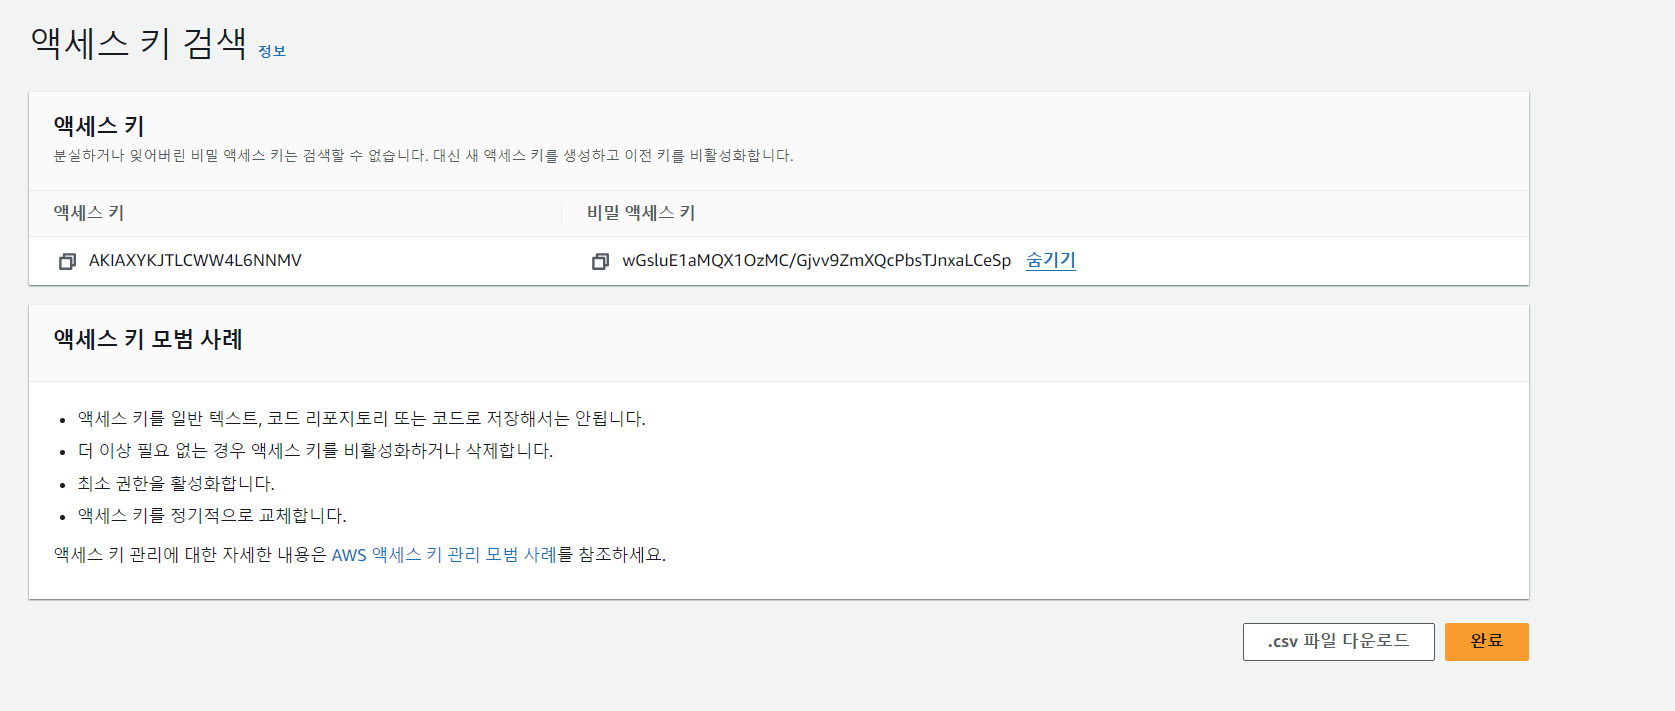 액세스 키 검색 정보
액세스 키
분실하거나 잊어버린 비밀 액세스 키는 검색할 수 없습니다. 대신 새 액세스 키를 생성하고 이전 키를 비활성화합니다.
액세스 키 비밀 액세스 키
AKIAXYKJTLCWW4L6NNMV wGsluE1aMQX1OzMC/Gjvv9ZmXQcPbsTJnxaLCeSp 숨기기
액세스 키 모범 사례
• 액세스 키를 일반 텍스트, 코드 리포지토리 또는 코드로 저장해서는 안됩니다.
• 더 이상 필요 없는 경우 액세스 키를 비활성화하거나 삭제합니다.
• 최소 권한을 활성화합니다.
• 액세스 키를 정기적으로 교체합니다.
액세스 키 관리에 대한 자세한 내용은 AWS 액세스 키 관리 모범 사례를 참조하세요.
.csv 파일 다운로드 완료